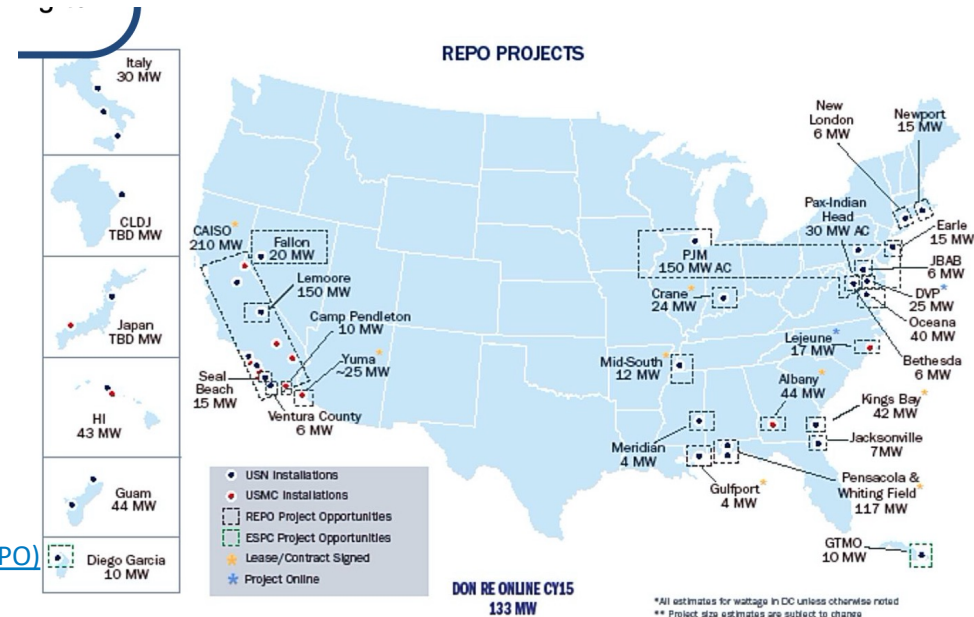 REPO PROJECTS
Italy
30 MW
CLDJ
TBD MW
Japan
TBD MW
HI
43 MW
Guam
44 MW
PO)
Diego Garcia
10 MW
CAISO*
210 MW
Fallon
20 MW
Lemoore
150 MW
Camp Pendleton
10 MW
Yuma*
~25 MW
Seal
Beach
15 MW
Ventura County
6 MW
New
London
6 MW
Newport
15 MW
Pax-Indian
Head
30 MW AC
Earle
15 MW
JBAB
6 MW
DVP*
25 MW
Oceana
40 MW
Bethesda
6 MW
PJM
150 MW AC
Crane*
24 MW
Lejeune*
17 MW
Mid-South*
12 MW
Albany*
44 MW
Kings Bay*
42 MW
Jacksonville
7MW
Meridian
4 MW
Gulfport*
4 MW
Pensacola &
Whiting Field*
117 MW
GTMO
10 MW
USN Installations
USMC Installations
REPO Project Opportunities
ESPC Project Opportunities
* Lease/Contract Signed
* Project Online
DON RE ONLINE CY15
133 MW
*All estimates for wattage in DC unless otherwise noted
** Project size estimates are subject to change